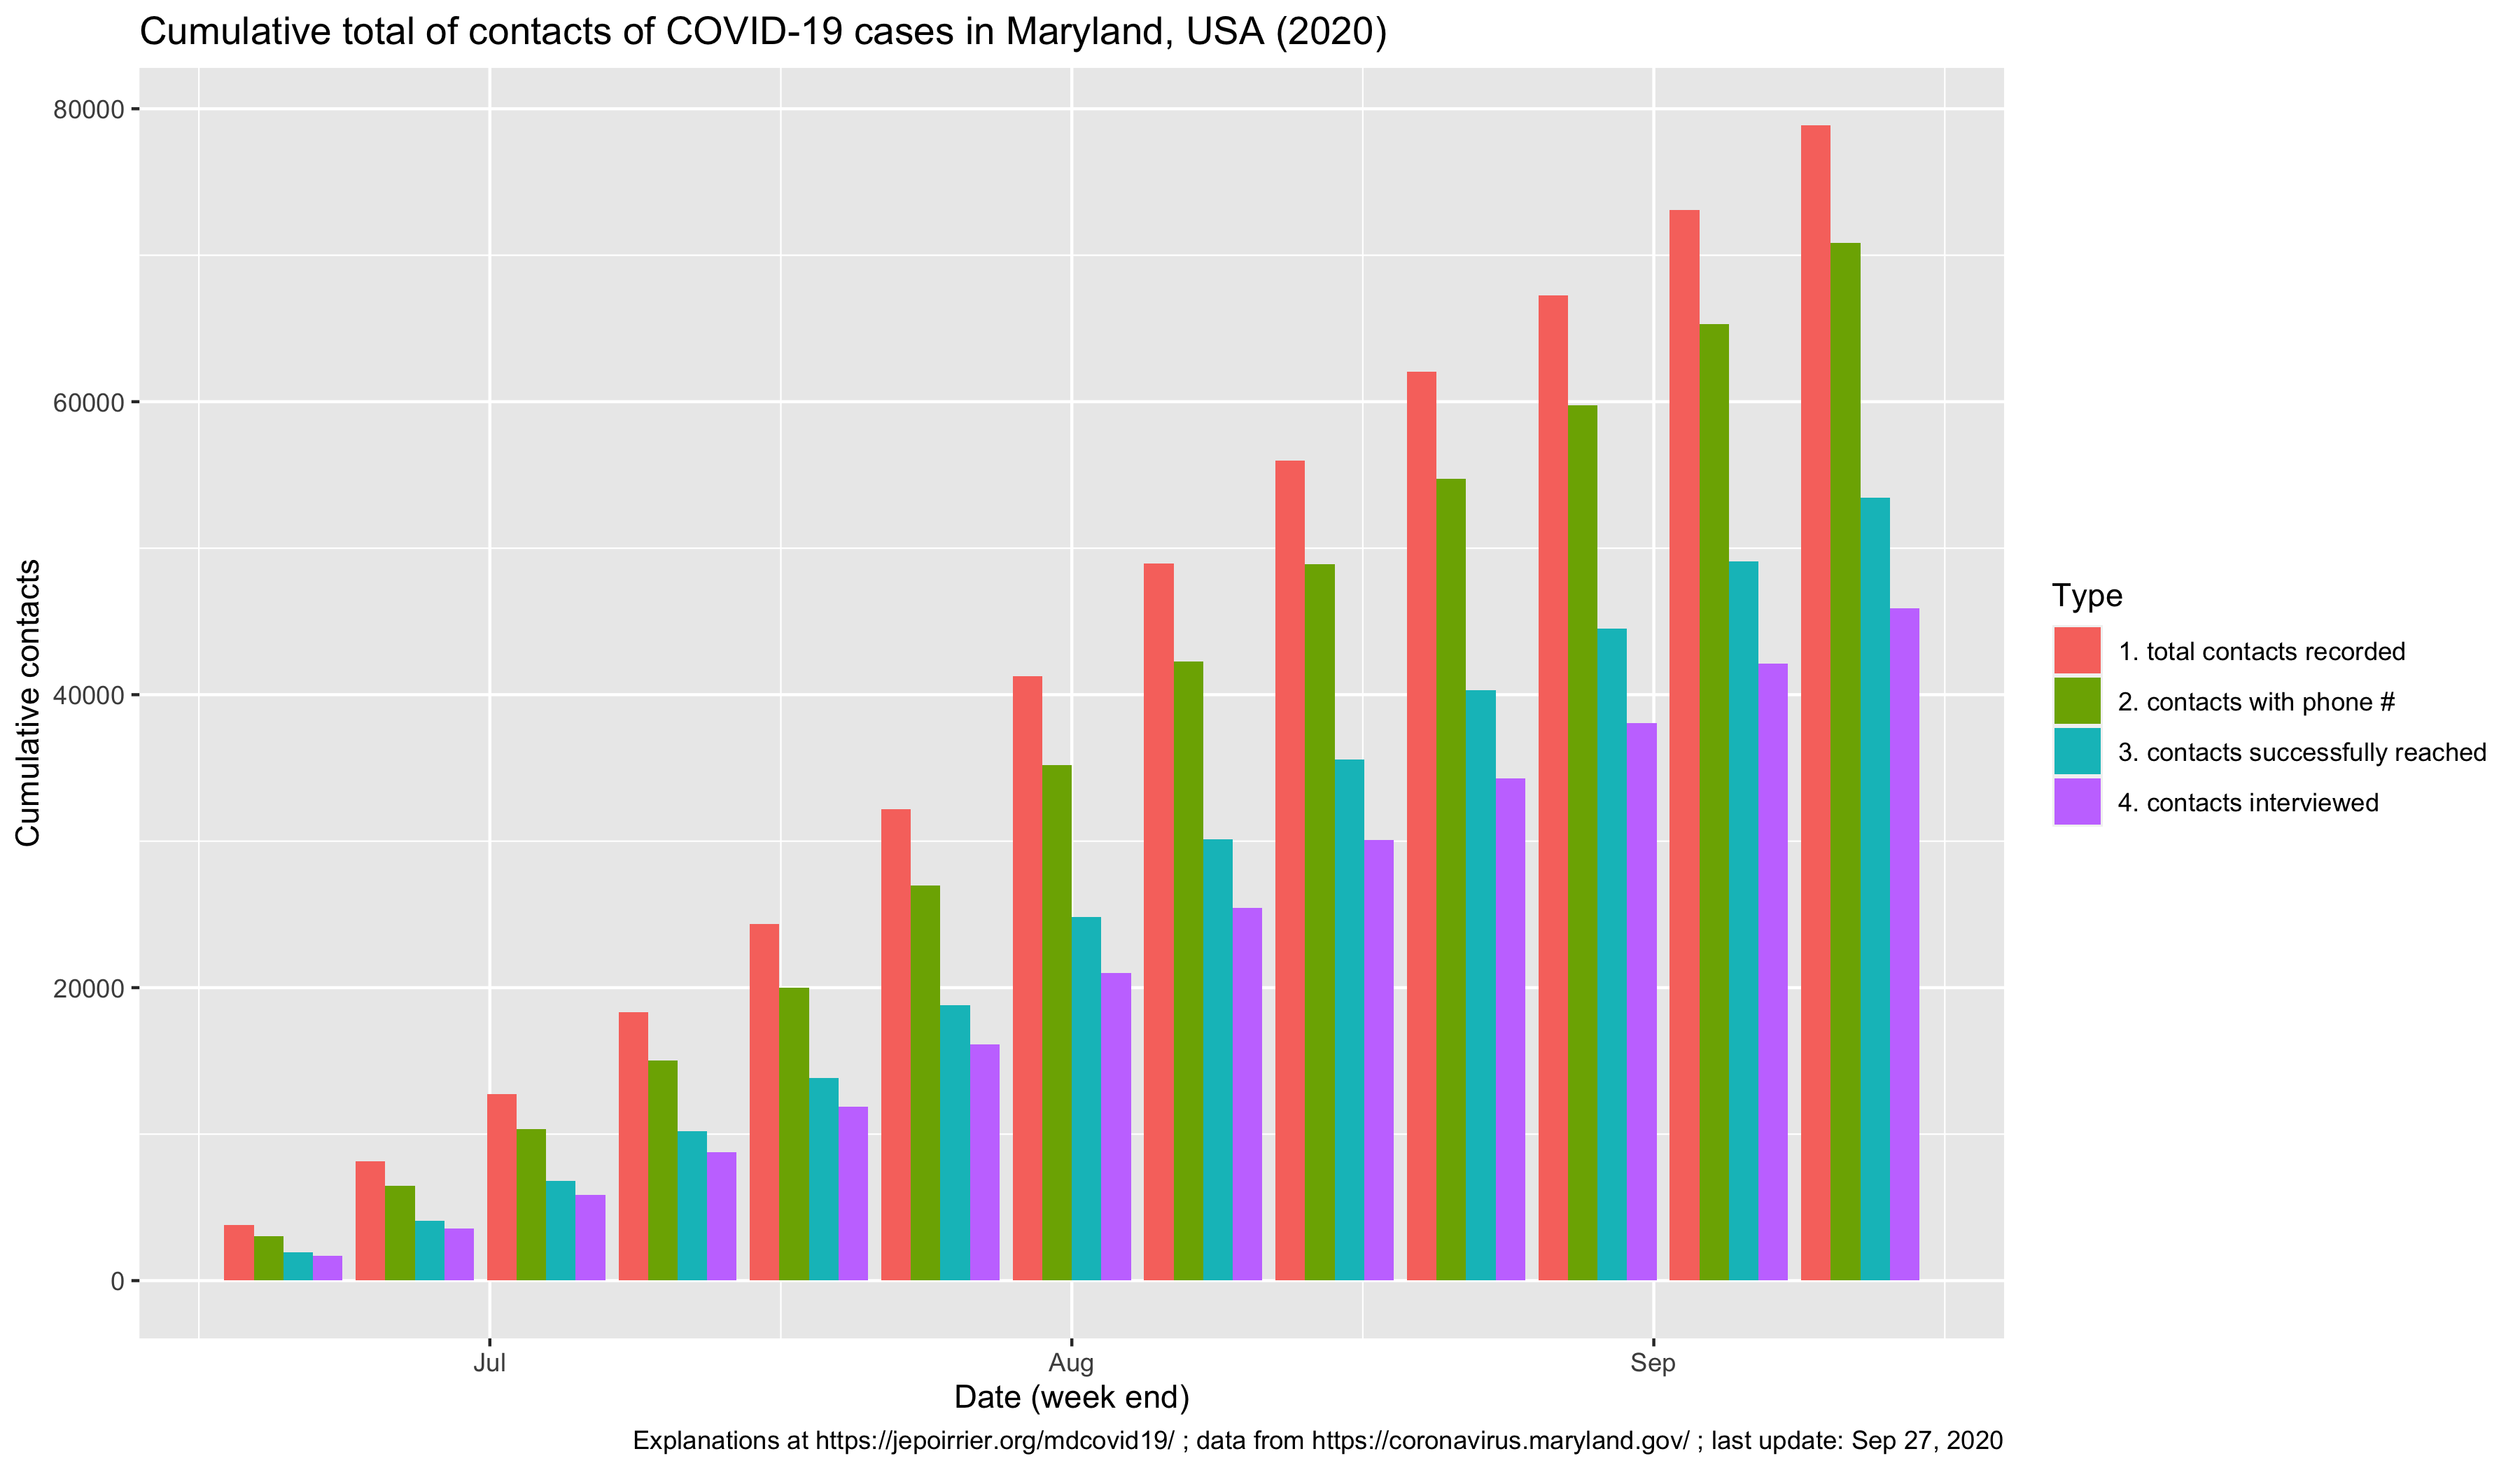 Cumulative total of contacts of COVID-19 cases in Maryland, USA (2020)
80000
60000
40000
20000
0
Cumulative contacts
Jul
Aug
Sep
Date (week end)
Type
1. total contacts recorded
2. contacts with phone #
3. contacts successfully reached
4. contacts interviewed
Explanations at https://jepoirrier.org/mdcovid19/ ; data from https://coronavirus.maryland.gov/ ; last update: Sep 27, 2020